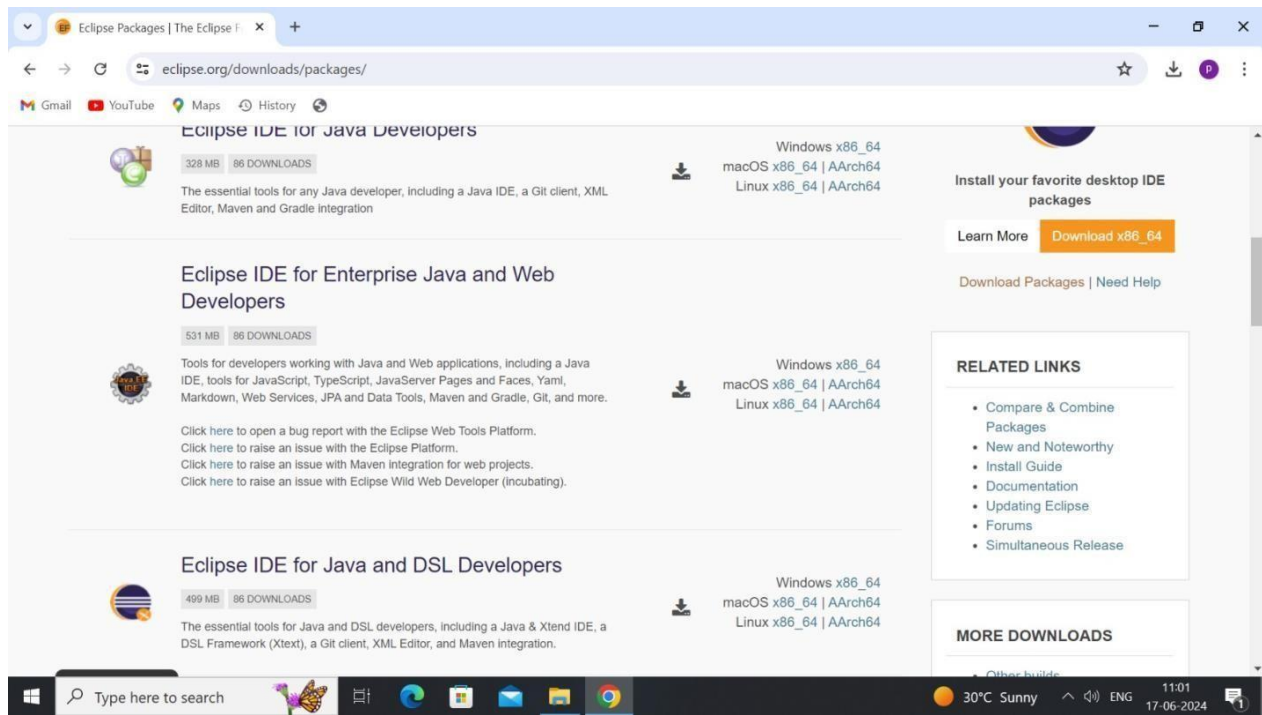 Eclipse Packages | The Eclipse F
eclipse.org/downloads/packages/
P
Gmail
YouTube
Maps
History
Eclipse IDE for Java Developers
328 MB 86 DOWNLOADS
The essential tools for any Java developer, including a Java IDE, a Git client, XML
Editor, Maven and Gradle integration
Windows x86_64
macOS x86_64 | AArch64
Linux x86_64 | AArch64
Eclipse IDE for Enterprise Java and Web
Developers
531 MB 86 DOWNLOADS
Tools for developers working with Java and Web applications, including a Java
IDE, tools for JavaScript, TypeScript, JavaServer Pages and Faces, Yaml,
Markdown, Web Services, JPA and Data Tools, Maven and Gradle, Git, and more.
Click here to open a bug report with the Eclipse Web Tools Platform.
Click here to raise an issue with the Eclipse Platform.
Click here to raise an issue with Maven integration for web projects.
Click here to raise an issue with Eclipse Wild Web Developer (incubating).
Java EE
IDE
Windows x86_64
macOS x86_64 | AArch64
Linux x86_64 | AArch64
Eclipse IDE for Java and DSL Developers
499 MB 86 DOWNLOADS
The essential tools for Java and DSL developers, including a Java & Xtend IDE, a
DSL Framework (Xtext), a Git client, XML Editor, and Maven integration.
Windows x86_64
macOS x86_64 | AArch64
Linux x86_64 | AArch64
Install your favorite desktop IDE
packages
Learn More
Download x86_64
Download Packages | Need Help
RELATED LINKS
Compare & Combine
Packages
New and Noteworthy
Install Guide
Documentation
Updating Eclipse
Forums
Simultaneous Release
MORE DOWNLOADS
Other builds
Type here to search
30°C Sunny
ENG
11:01
17-06-2024
1